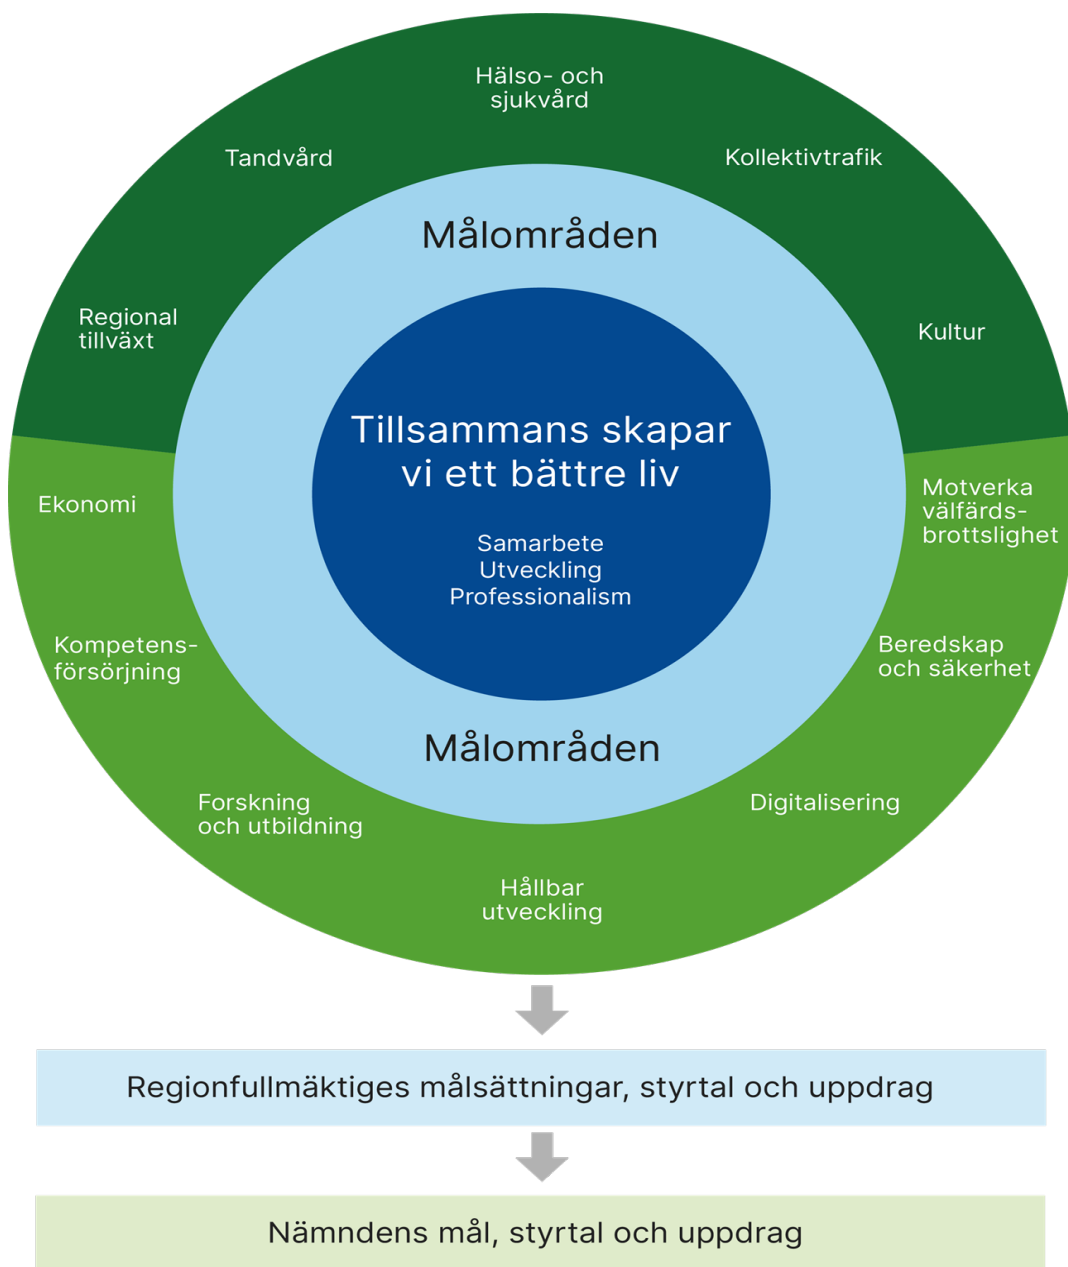 Hälso- och
sjukvård
Tandvård
Kollektivtrafik
Målområden
Regional
tillväxt
Kultur
Tillsammans skapar
vi ett bättre liv
Samarbete
Utveckling
Professionalism
Ekonomi
Motverka
välfärds-
brottslighet
Kompetens-
försörjning
Beredskap
och säkerhet
Målområden
Forskning
och utbildning
Digitalisering
Hållbar
utveckling
Regionfullmäktiges målsättningar, styrtal och uppdrag
Nämndens mål, styrtal och uppdrag